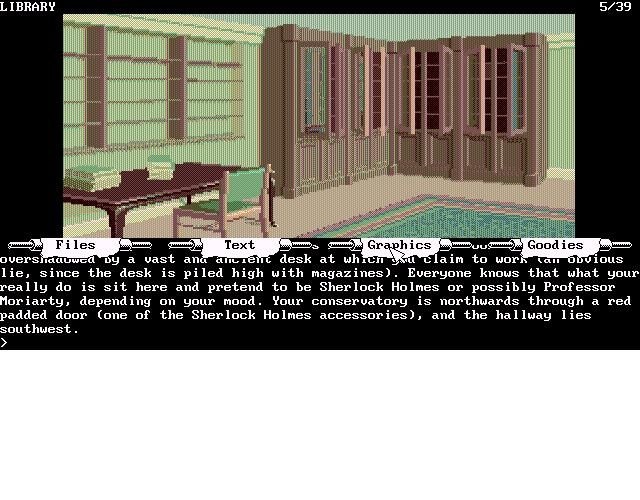 LIBRARY 5/39
Files Text Graphics Goodies
overshadowed by a vast and ancient desk at which you claim to work (an obvious
lie, since the desk is piled high with magazines). Everyone knows that what your
really do is sit here and pretend to be Sherlock Holmes or possibly Professor
Moriarty, depending on your mood. Your conservatory is northwards through a red
padded door (one of the Sherlock Holmes accessories), and the hallway lies
southwest.
>